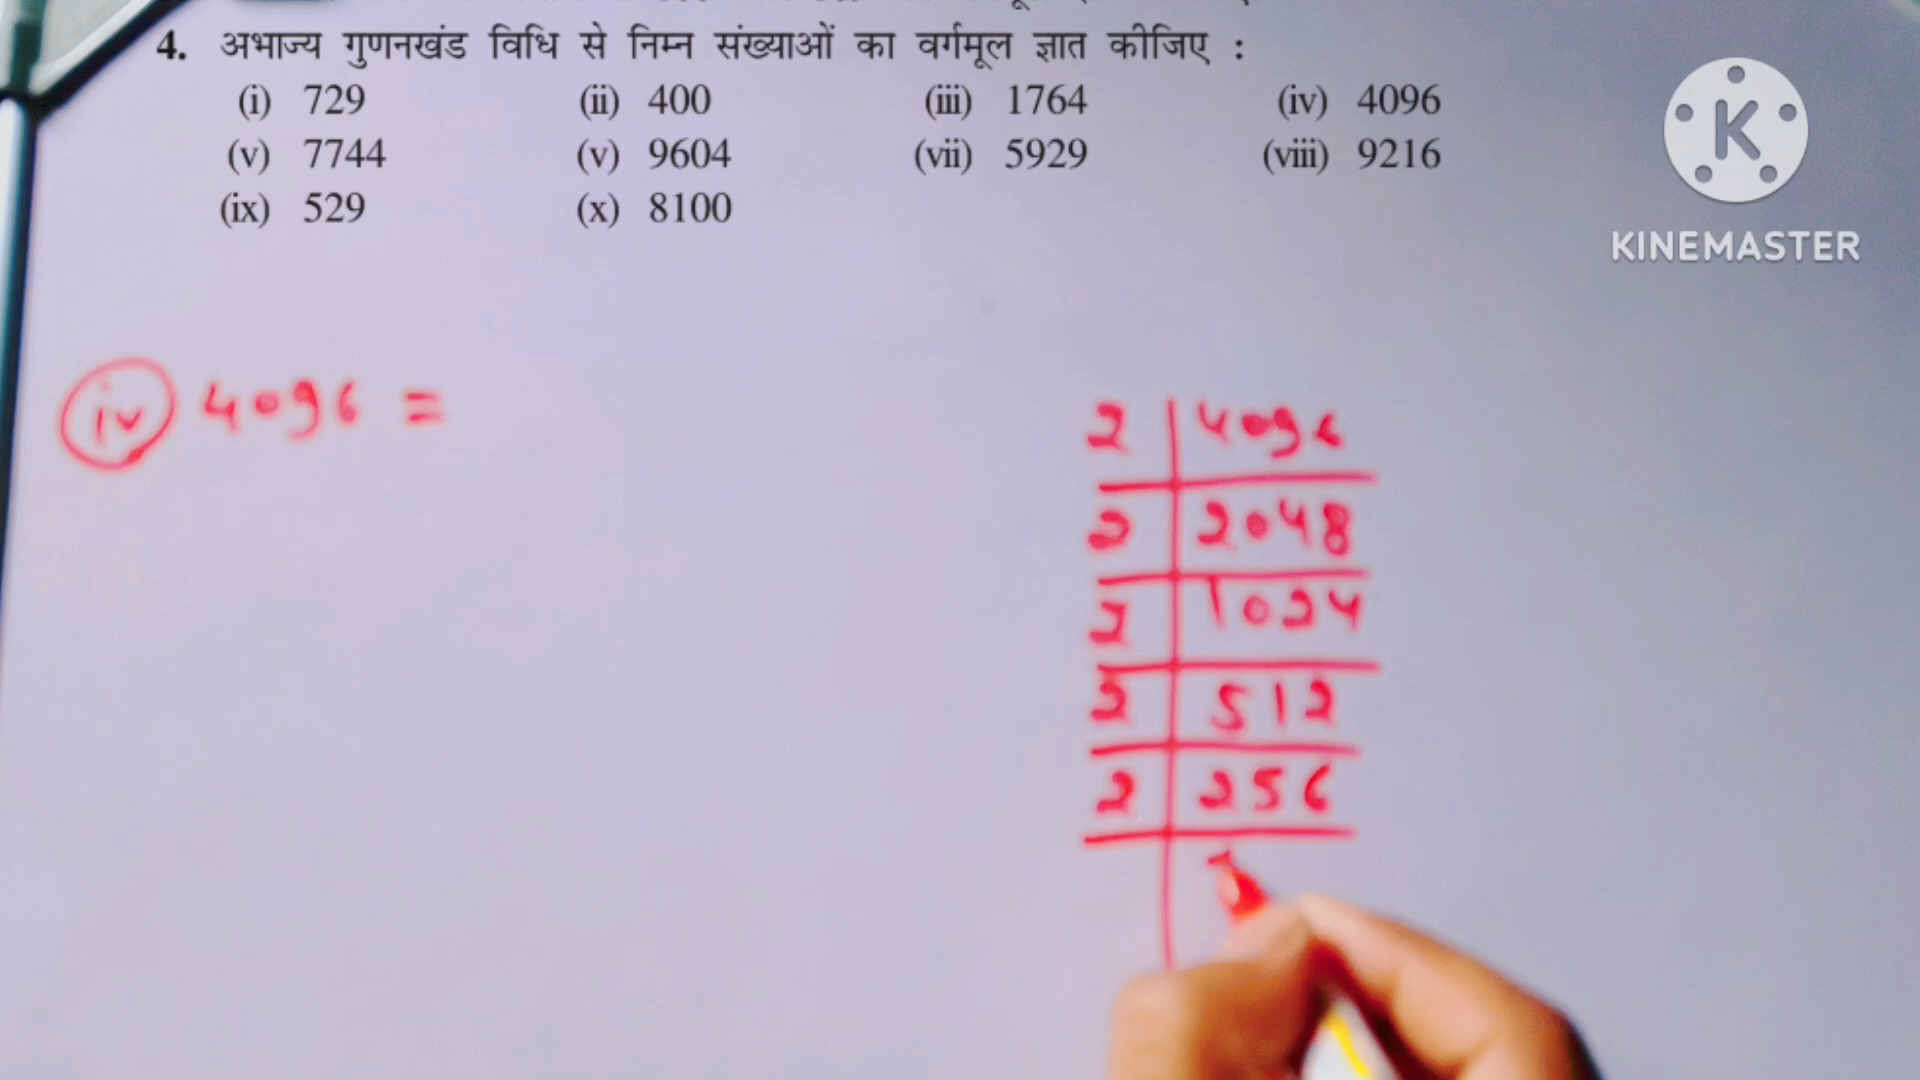 4. अभाज्य गुणनखंड विधि से निम्न संख्याओं का वर्गमूल ज्ञात कीजिए :
(i) 729 (ii) 400 (iii) 1764 (iv) 4096
(v) 7744 (v) 9604 (vii) 5929 (viii) 9216
(ix) 529 (x) 8100
KINEMASTER
iv 4096 =
2 | 4096
2 | 2048
2 | 1024
2 | 512
2 | 256